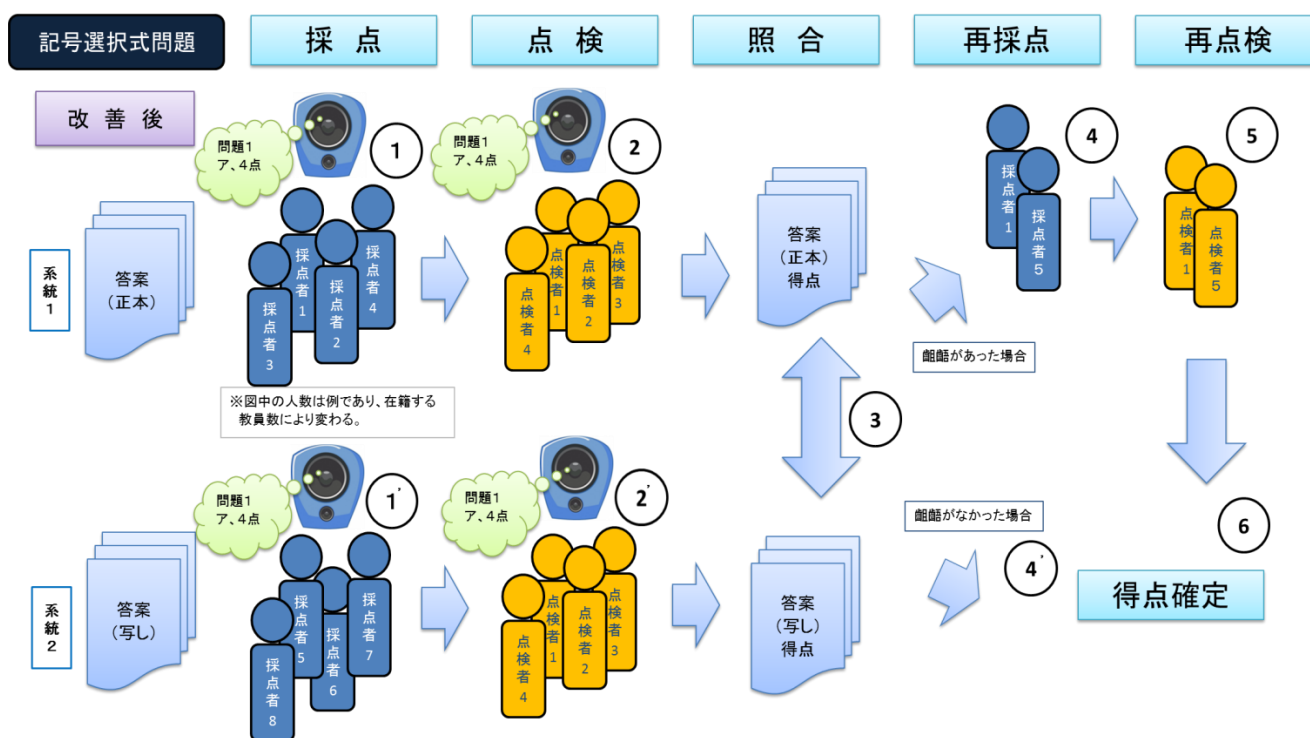 記号選択式問題
採 点
点 検
照 合
再採点
再点検
改 善 後
問題1
ア、4点
1
問題1
ア、4点
2
4
5
系統1
答案
(正本)
採点者3
採点者1
採点者2
採点者4
点検者4
点検者1
点検者2
点検者3
答案
(正本)
得点
採点者1
採点者5
点検者1
点検者5
齟齬があった場合
※図中の人数は例であり、在籍する
教員数により変わる。
3
問題1
ア、4点
1'
問題1
ア、4点
2'
齟齬がなかった場合
4'
6
得点確定
系統2
答案
(写し)
採点者8
採点者5
採点者6
採点者7
点検者4
点検者1
点検者2
点検者3
答案
(写し)
得点